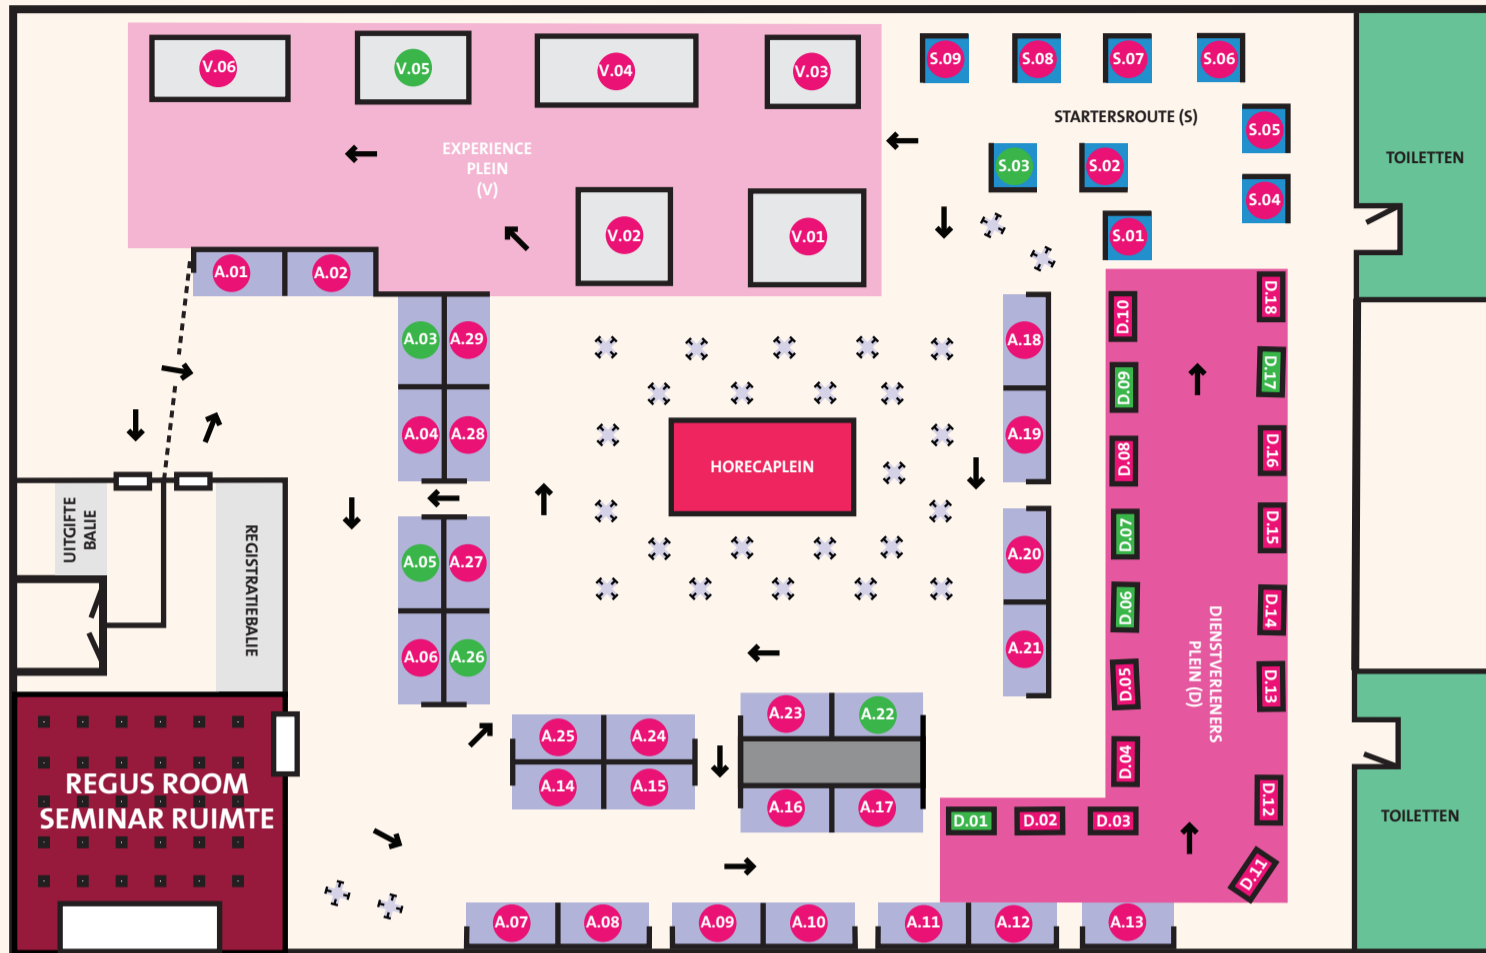 V.06
V.05
V.04
V.03
S.09
S.08
S.07
S.06
STARTERSROUTE (S)
S.05
EXPERIENCE
PLEIN
(V)
S.03
S.02
S.04
TOILETTEN
V.02
V.01
S.01
A.01
A.02
A.03
A.29
A.04
A.28
A.18
A.19
D.10
D.18
D.09
D.17
D.08
D.16
HORECAPLEIN
UITGIFTE
BALIE
REGISTRATIEBALIE
A.05
A.27
A.06
A.26
A.20
A.21
D.07
D.15
D.06
D.14
D.05
D.13
DIENSTVERLENERS
PLEIN (D)
D.04
D.12
A.25
A.24
A.14
A.15
A.23
A.22
A.16
A.17
D.01
D.02
D.03
D.11
REGUS ROOM
SEMINAR RUIMTE
TOILETTEN
A.07
A.08
A.09
A.10
A.11
A.12
A.13